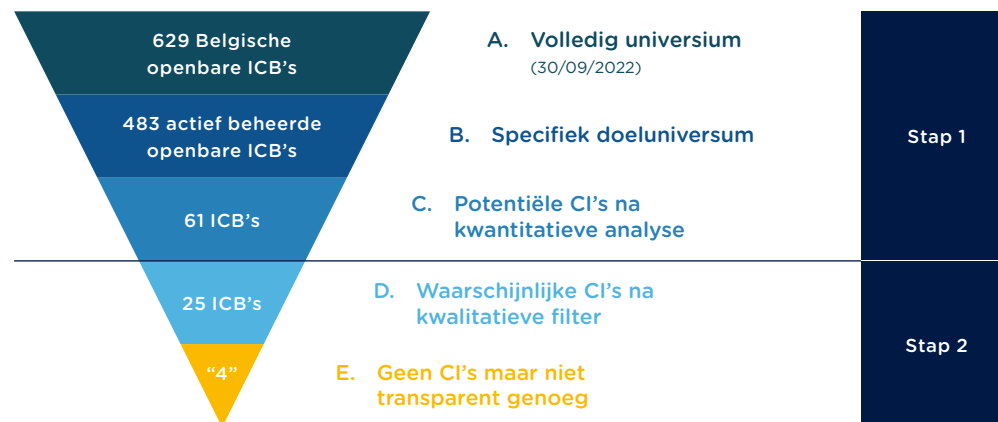 629 Belgische
openbare ICB's
A. Volledig universium
(30/09/2022)
483 actief beheerde
openbare ICB's
B. Specifiek doeluniversum
Stap 1
61 ICB's
C. Potentiële CI's na
kwantitatieve analyse
25 ICB's
D. Waarschijnlijke CI's na
kwalitatieve filter
Stap 2
“4”
E. Geen CI's maar niet
transparent genoeg